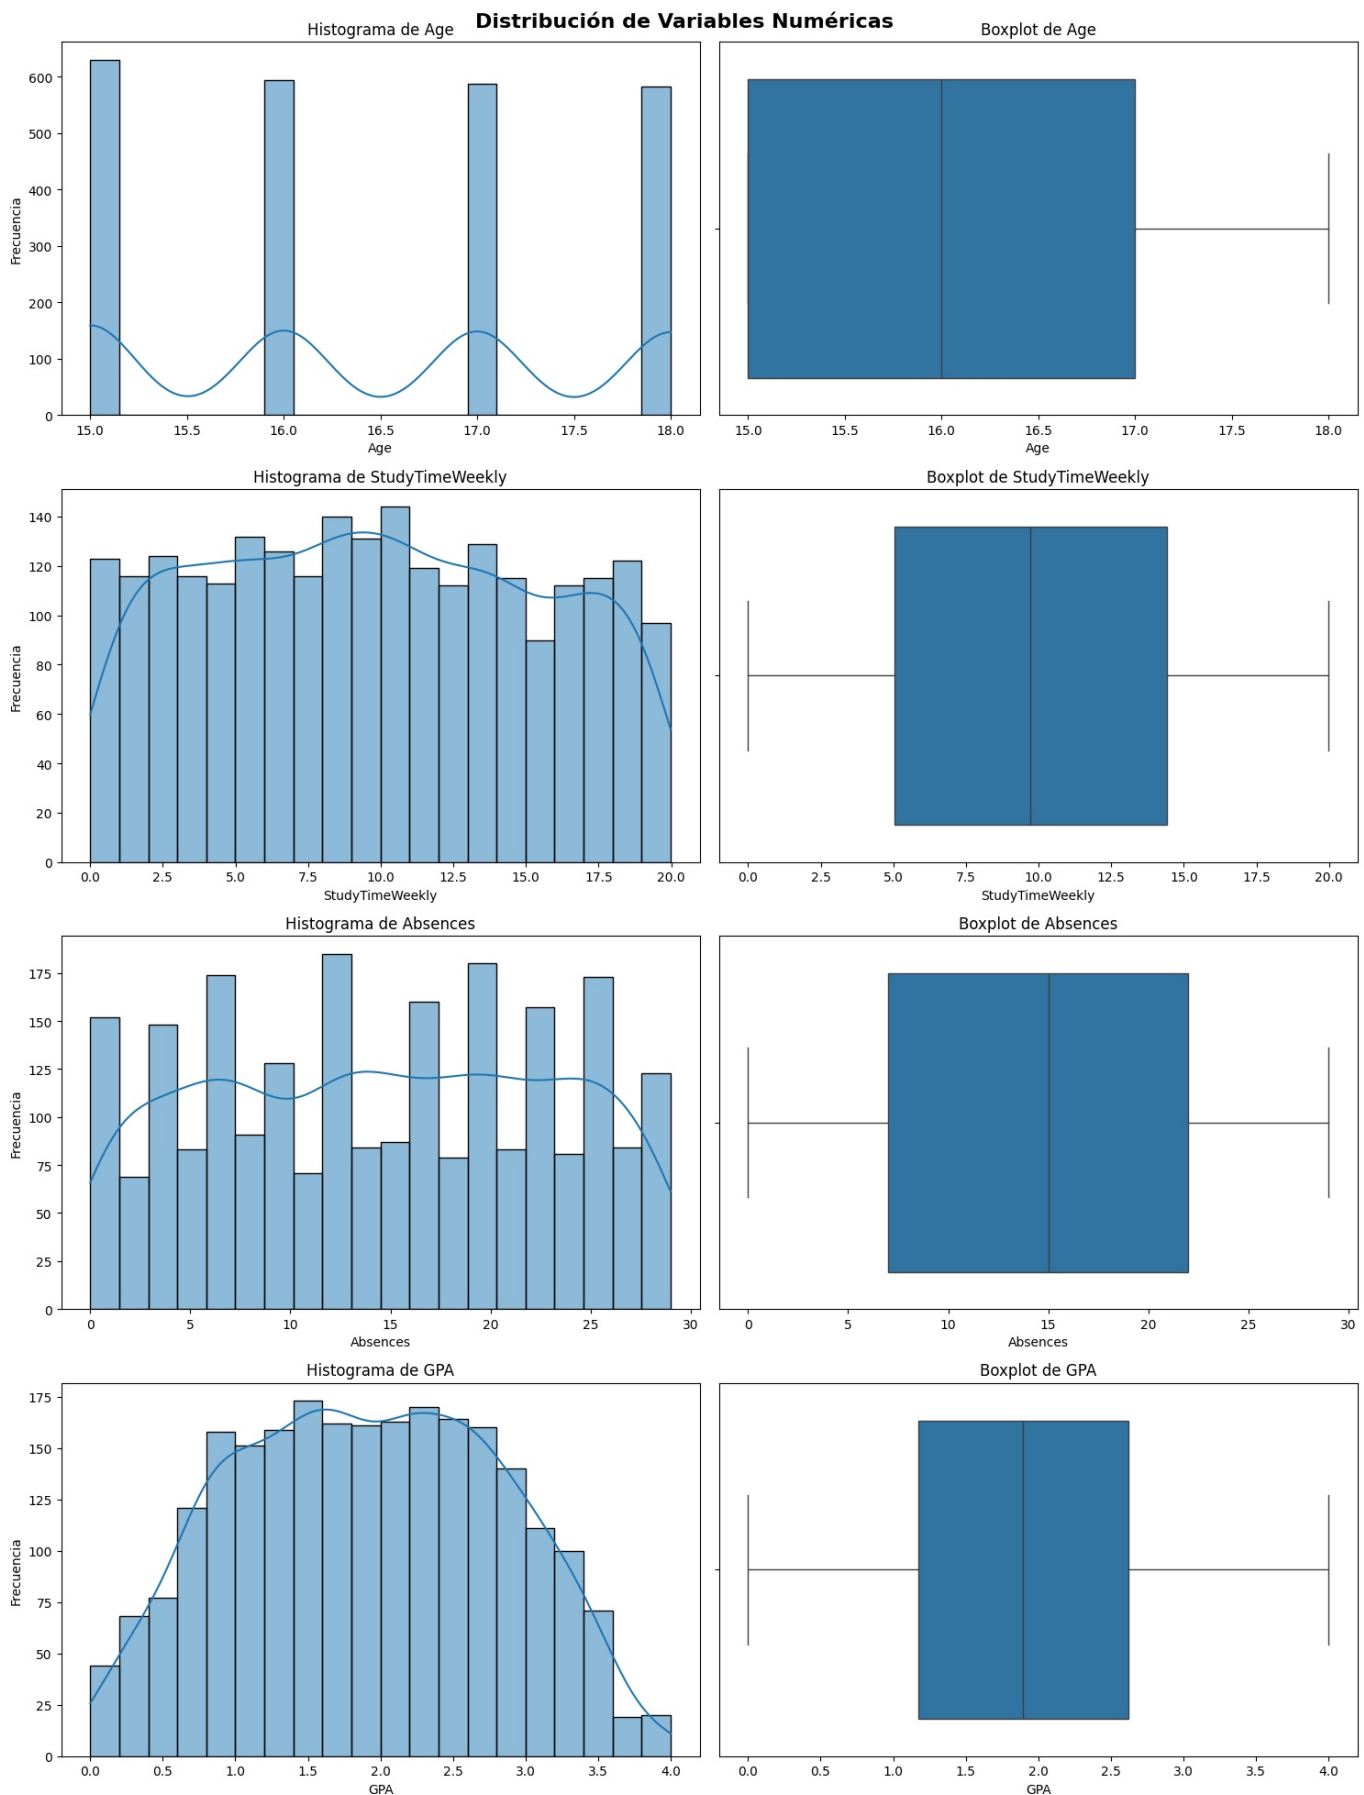 Distribución de Variables Numéricas
Histograma de Age
Boxplot de Age
600
500
400
300
200
100
0
Frecuencia
15.0 15.5 16.0 16.5 17.0 17.5 18.0
Age
15.0 15.5 16.0 16.5 17.0 17.5 18.0
Age
Histograma de StudyTimeWeekly
Boxplot de StudyTimeWeekly
140
120
100
80
60
40
20
0
Frecuencia
0.0 2.5 5.0 7.5 10.0 12.5 15.0 17.5 20.0
StudyTimeWeekly
0.0 2.5 5.0 7.5 10.0 12.5 15.0 17.5 20.0
StudyTimeWeekly
Histograma de Absences
Boxplot de Absences
175
150
125
100
75
50
25
0
Frecuencia
0 5 10 15 20 25 30
Absences
0 5 10 15 20 25 30
Absences
Histograma de GPA
Boxplot de GPA
175
150
125
100
75
50
25
0
Frecuencia
0.0 0.5 1.0 1.5 2.0 2.5 3.0 3.5 4.0
GPA
0.0 0.5 1.0 1.5 2.0 2.5 3.0 3.5 4.0
GPA